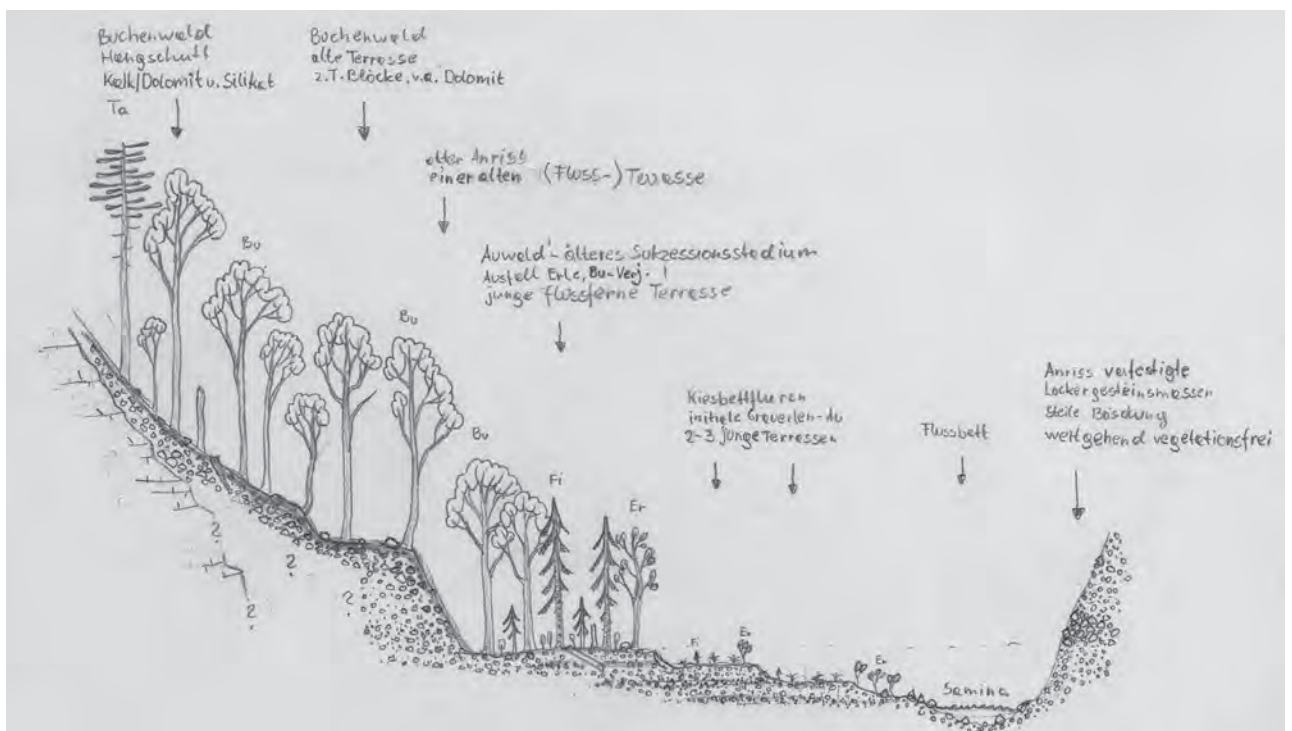 Buchenwald
Hangschutt
Kalk/Dolomit u. Silikat
Ta
Buchenwald
alte Terrasse
z.T. Blöcke, v.a. Dolomit
alter Anriss
einer alten (Fluss-) Terrasse
Auwald - älteres Sukzessionsstadium
Ausfall Erle, Bu-Verj. !
junge flussferne Terrasse
Kiesbettfluren
initiale Grauerlen-Au
2-3 junge Terrassen
Flussbett
Anriss verfestigte
Lockergesteinsmassen
steile Böschung
weitgehend vegetationsfrei
Bu
Bu
Bu
Fi
Er
?
?
?
?
Fi
Er
Er
Samina